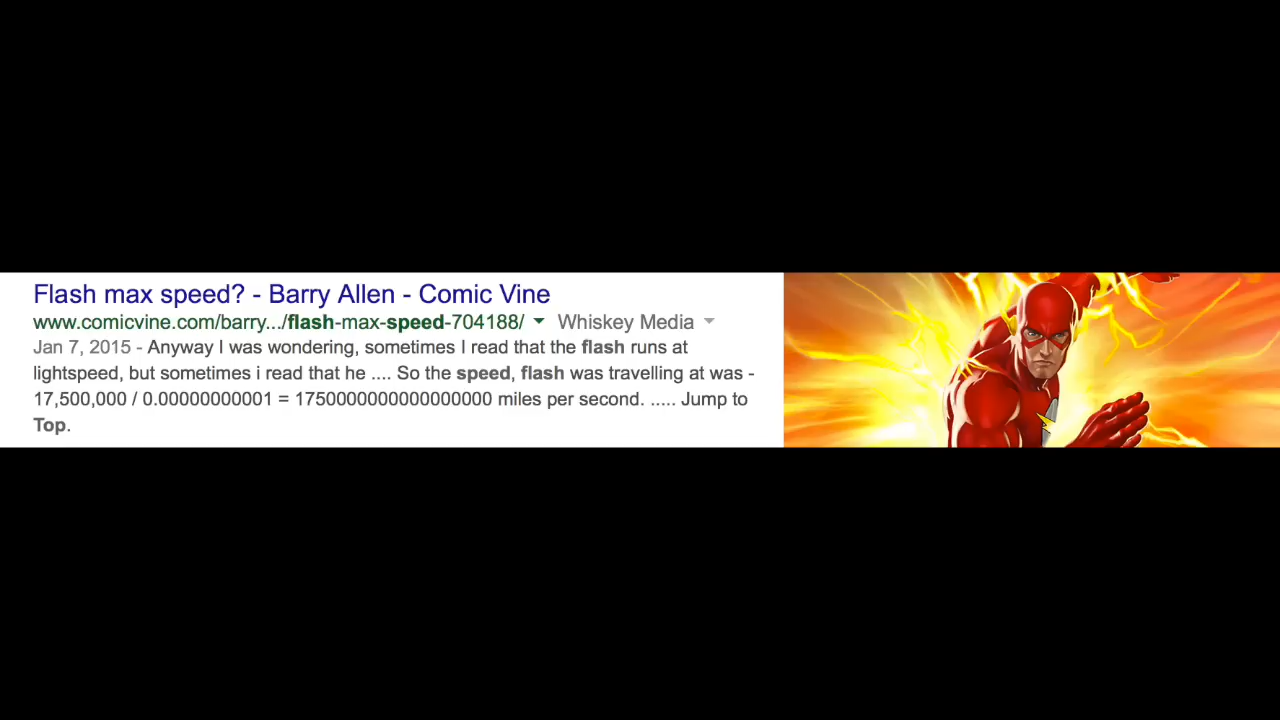 Flash max speed? - Barry Allen - Comic Vine
www.comicvine.com/barry.../flash-max-speed-704188/ Whiskey Media
Jan 7, 2015 - Anyway I was wondering, sometimes I read that the flash runs at
lightspeed, but sometimes i read that he .... So the speed, flash was travelling at was -
17,500,000 / 0.00000000001 = 1750000000000000000 miles per second. ..... Jump to
Top.